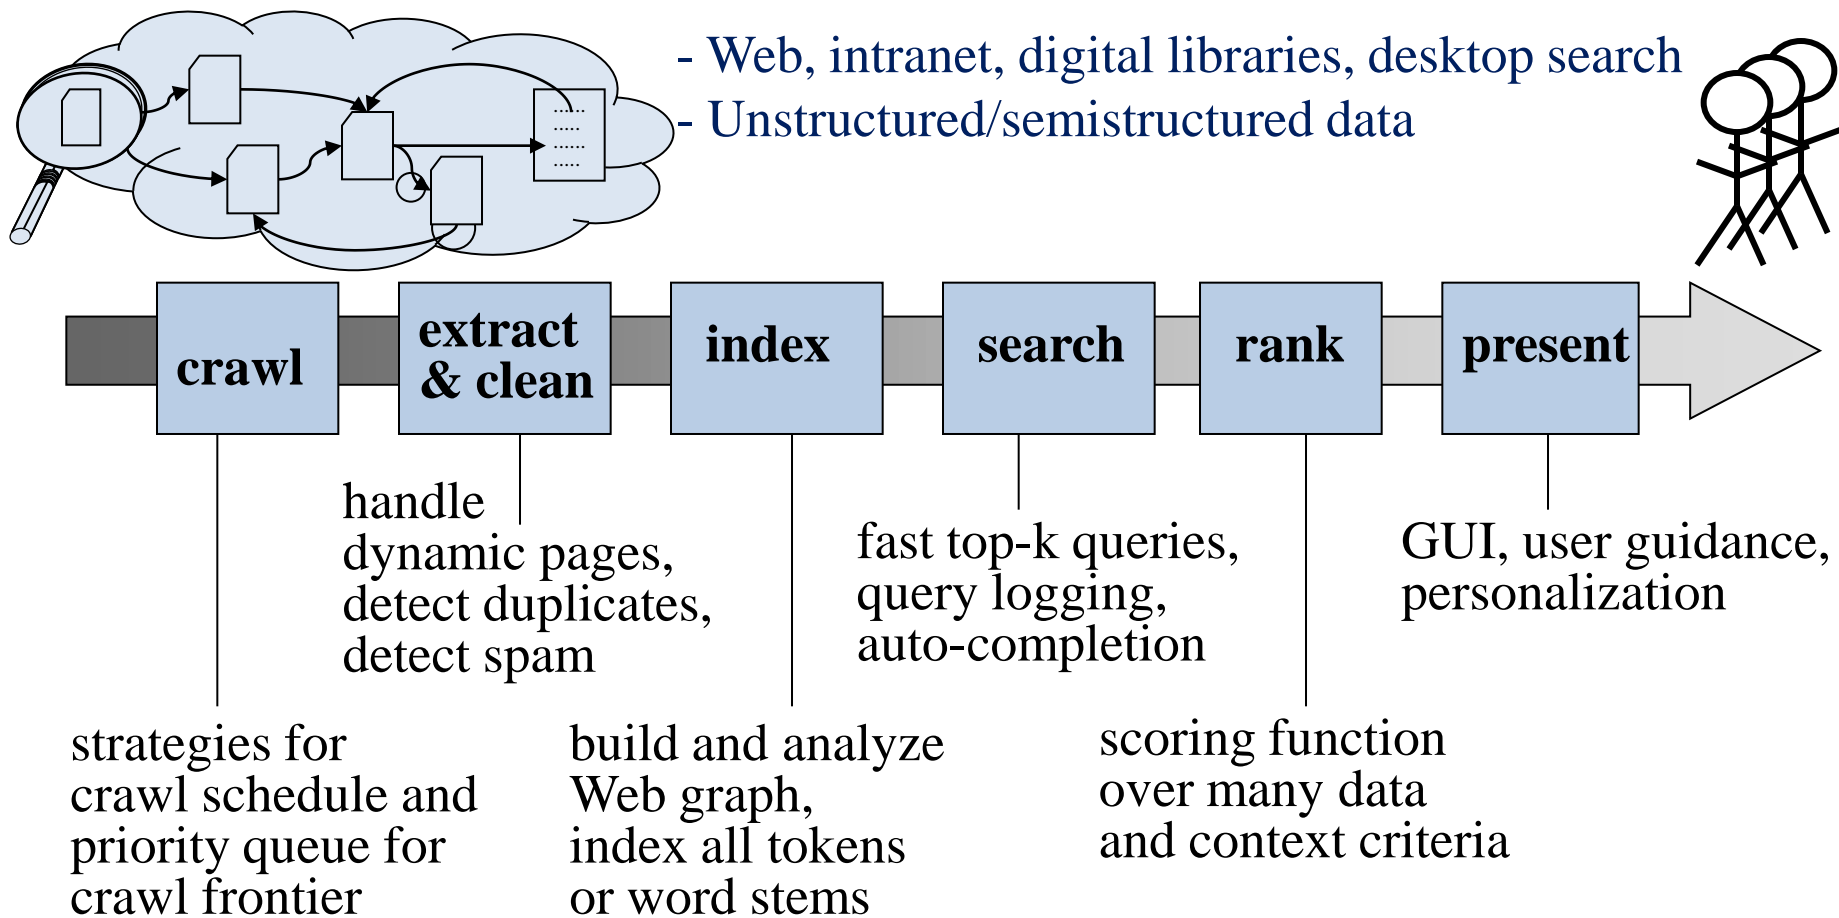 - Web, intranet, digital libraries, desktop search
- Unstructured/semistructured data
crawl
extract
& clean
index
search
rank
present
handle
dynamic pages,
detect duplicates,
detect spam
fast top-k queries,
query logging,
auto-completion
GUI, user guidance,
personalization
strategies for
crawl schedule and
priority queue for
crawl frontier
build and analyze
Web graph,
index all tokens
or word stems
scoring function
over many data
and context criteria